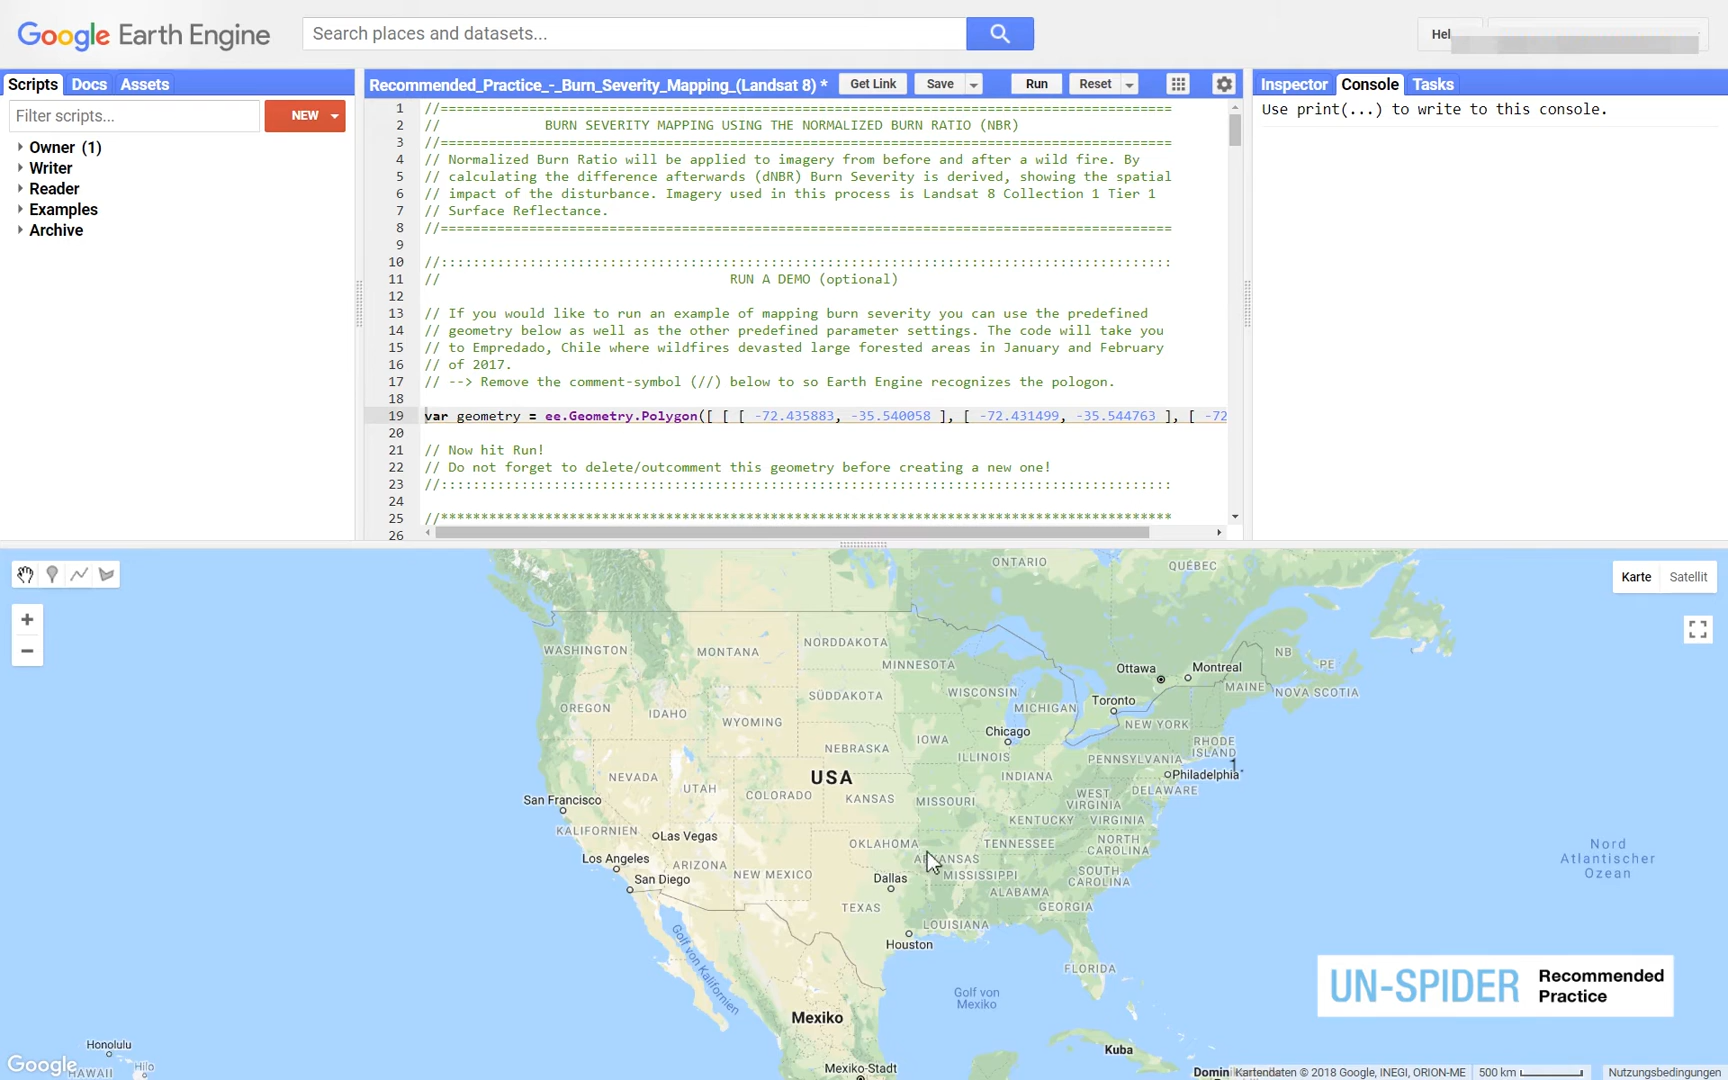 Google Earth Engine
Search places and datasets...
Hel
Scripts Docs Assets
Filter scripts...
NEW
Owner (1)
Writer
Reader
Examples
Archive
Recommended_Practice_-_Burn_Severity_Mapping_(Landsat 8) *
Get Link Save Run Reset
1 //===========================================================================================
2 // BURN SEVERITY MAPPING USING THE NORMALIZED BURN RATIO (NBR)
3 //===========================================================================================
4 // Normalized Burn Ratio will be applied to imagery from before and after a wild fire. By
5 // calculating the difference afterwards (dNBR) Burn Severity is derived, showing the spatial
6 // impact of the disturbance. Imagery used in this process is Landsat 8 Collection 1 Tier 1
7 // Surface Reflectance.
8 //===========================================================================================
9
10 //:::::::::::::::::::::::::::::::::::::::::::::::::::::::::::::::::::::::::::::::::::::::::::
11 // RUN A DEMO (optional)
12
13 // If you would like to run an example of mapping burn severity you can use the predefined
14 // geometry below as well as the other predefined parameter settings. The code will take you
15 // to Empredado, Chile where wildfires devasted large forested areas in January and February
16 // of 2017.
17 // --> Remove the comment-symbol (//) below to so Earth Engine recognizes the pologon.
18
19 var geometry = ee.Geometry.Polygon([ [ [ -72.435883, -35.540058 ], [ -72.431499, -35.544763 ], [ -72
20
21 // Now hit Run!
22 // Do not forget to delete/outcomment this geometry before creating a new one!
23 //:::::::::::::::::::::::::::::::::::::::::::::::::::::::::::::::::::::::::::::::::::::::::::
24
25 //*******************************************************************************************
26
Inspector Console Tasks
Use print(...) to write to this console.
Karte Satellit
ONTARIO
QUÉBEC
WASHINGTON
MONTANA
NORDDAKOTA
MINNESOTA
Ottawa
Montreal
NB
PE
MAINE
NOVA SCOTIA
OREGON
IDAHO
WYOMING
SÜDDAKOTA
WISCONSIN
MICHIGAN
Toronto
NEW YORK
Chicago
IOWA
ILLINOIS
NEBRASKA
RHODE
ISLAND
PENNSYLVANIA
Philadelphia
NEVADA
UTAH
COLORADO
USA
KANSAS
MISSOURI
INDIANA
WEST
VIRGINIA
VIRGINIA
DELAWARE
San Francisco
KALIFORNIEN
Las Vegas
KENTUCKY
OKLAHOMA
ARKANSAS
TENNESSEE
NORTH
CAROLINA
Los Angeles
ARIZONA
NEW MEXICO
San Diego
Dallas
MISSISSIPPI
ALABAMA
SOUTH
CAROLINA
GEORGIA
TEXAS
LOUISIANA
Houston
FLORIDA
Golf von Kalifornien
Golf von
Mexiko
Nord
Atlantischer
Ozean
Mexiko
Mexiko-Stadt
Kuba
Honolulu
HAWAII
Hilo
UN-SPIDER Recommended
Practice
Google
Kartendaten © 2018 Google, INEGI, ORION-ME 500 km Nutzungsbedingungen